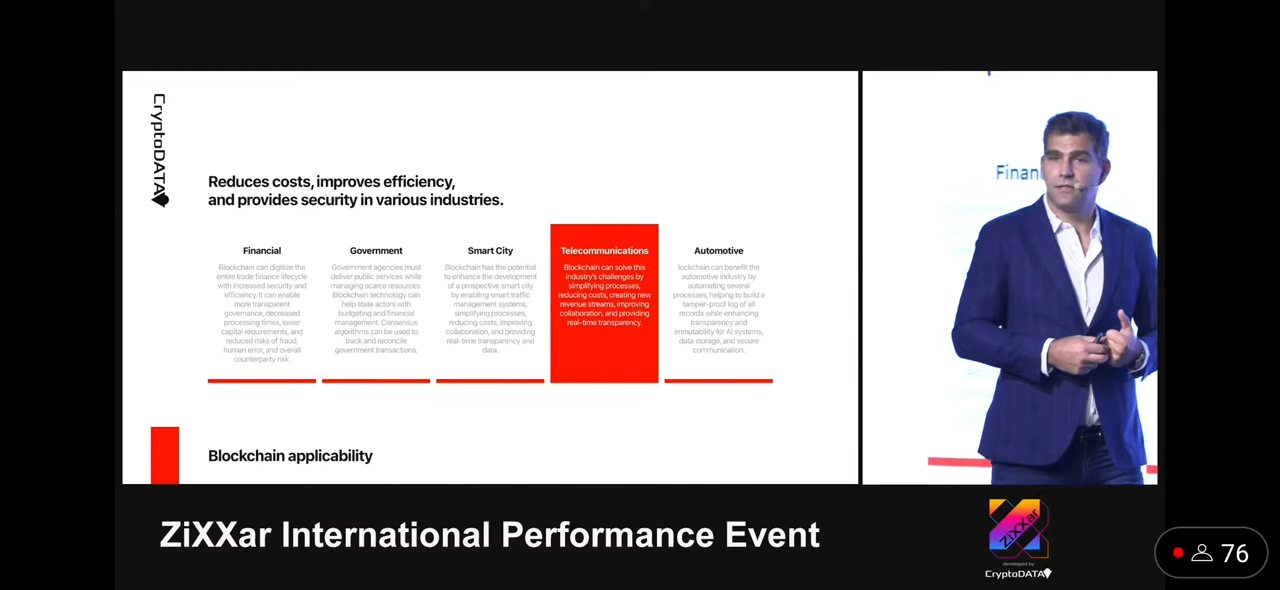 CryptoDATA
Reduces costs, improves efficiency,
and provides security in various industries.
Financial
Blockchain can digitize the
entire trade finance lifecycle
with increased security and
efficiency. It can enable
more transparent
governance, decreased
processing times, lower
capital requirements, and
reduced risks of fraud,
human error, and overall
counterparty risk.
Government
Government agencies must
deliver public services while
managing scarce resources.
Blockchain technology can
help state actors with
budgeting and financial
management. Consensus
algorithms can be used to
track and reconcile
government transactions.
Smart City
Blockchain has the potential
to enhance the development
of a prospective smart city
by enabling smart traffic
management systems,
simplifying processes,
reducing costs, improving
collaboration, and providing
real-time transparency and
data.
Telecommunications
Blockchain can solve this
industry's challenges by
simplifying processes,
reducing costs, creating new
revenue streams, improving
collaboration, and providing
real-time transparency.
Automotive
lockchain can benefit the
automotive industry by
automating several
processes, helping to build a
tamper-proof log of all
records while enhancing
transparency and
immutability for AI systems,
data storage, and secure
communication.
Blockchain applicability
Finan
ZiXXar International Performance Event
ZiXXar
developed by
CryptoDATA
76